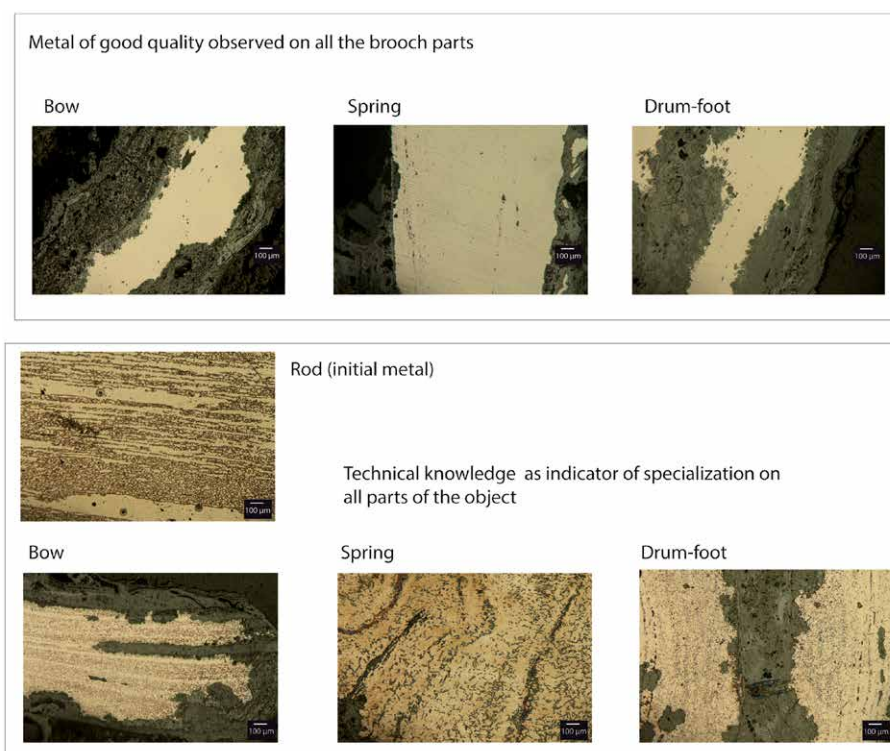 Metal of good quality observed on all the brooch parts
Bow
Spring
Drum-foot
100 µm
100 µm
100 µm
Rod (initial metal)
100 µm
Technical knowledge as indicator of specialization on
all parts of the object
Bow
Spring
Drum-foot
100 µm
100 µm
100 µm